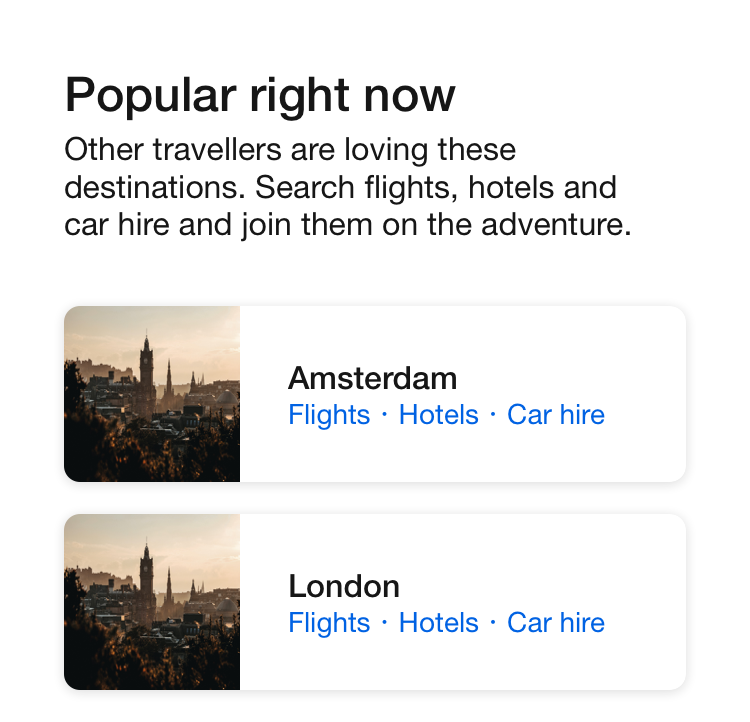 Popular right now
Other travellers are loving these
destinations. Search flights, hotels and
car hire and join them on the adventure.
Amsterdam
Flights · Hotels · Car hire
London
Flights · Hotels · Car hire